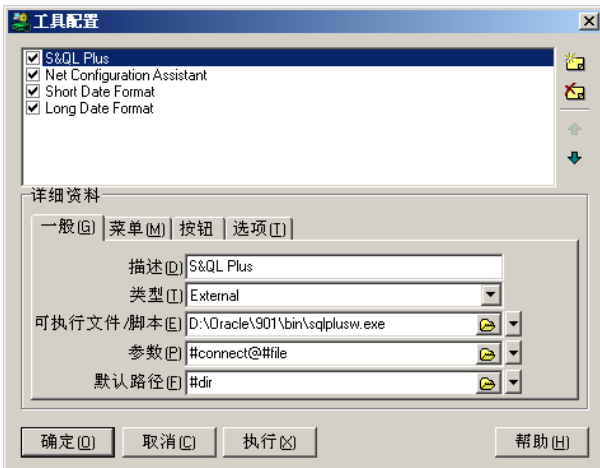 工具配置
S&QL Plus
Net Configuration Assistant
Short Date Format
Long Date Format
详细资料
一般(G) 菜单(M) 按钮 选项(T)
描述(D) S&QL Plus
类型(T) External
可执行文件/脚本(E) D:\Oracle\901\bin\sqlplusw.exe
参数(P) #connect@#file
默认路径(F) #dir
确定(O) 取消(C) 执行(X) 帮助(H)